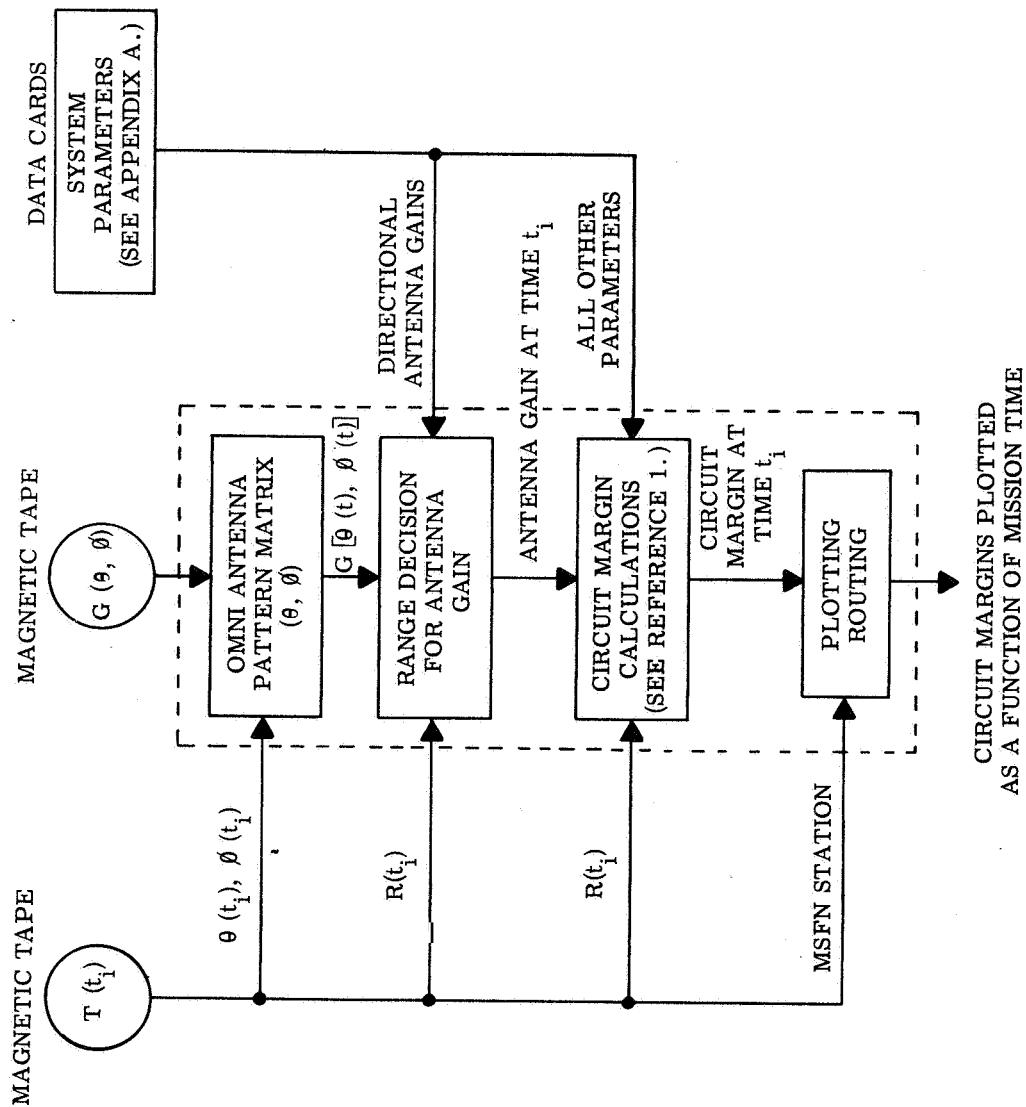 MAGNETIC TAPE
T (t_i)
MAGNETIC TAPE
G (θ, ø)
DATA CARDS
SYSTEM
PARAMETERS
(SEE APPENDIX A.)
θ (t_i), ø (t_i)
OMNI ANTENNA
PATTERN MATRIX
(θ, ø)
G [θ (t), ø (t)]
DIRECTIONAL
ANTENNA GAINS
R(t_i)
RANGE DECISION
FOR ANTENNA
GAIN
ANTENNA GAIN AT TIME t_i
R(t_i)
CIRCUIT MARGIN
CALCULATIONS
(SEE REFERENCE 1.)
ALL OTHER
PARAMETERS
CIRCUIT
MARGIN AT
TIME t_i
MSFN STATION
PLOTTING
ROUTING
CIRCUIT MARGINS PLOTTED
AS A FUNCTION OF MISSION TIME